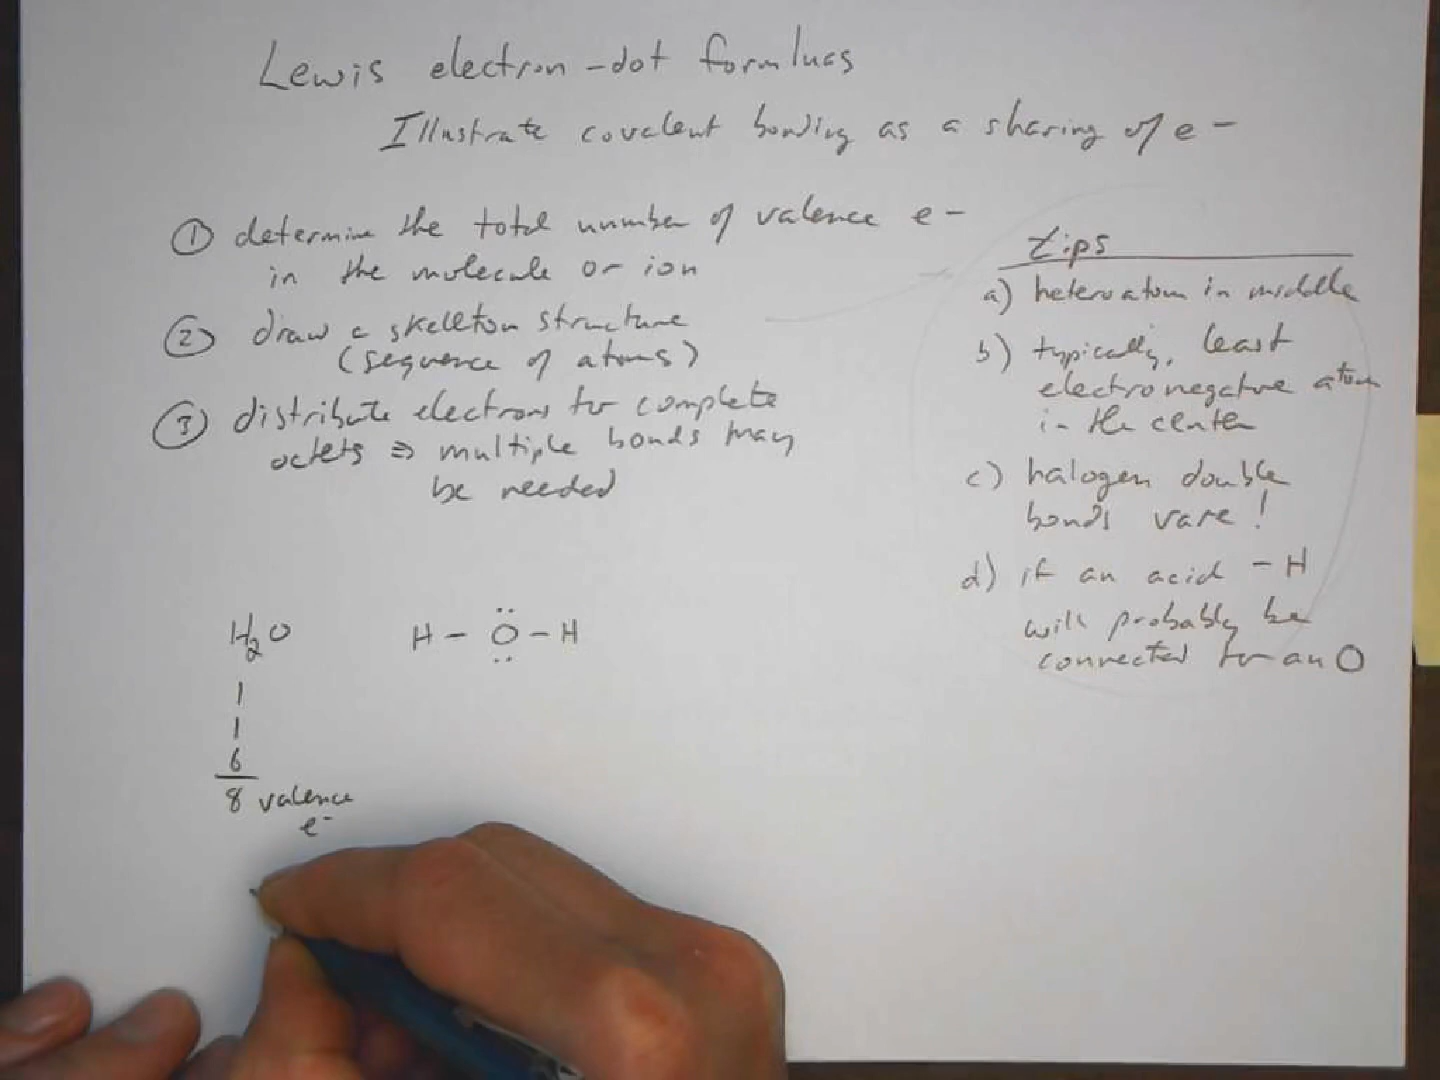 Lewis electron-dot formluas
Illustrate covalent bonding as a sharing of e-
① determine the total number of valence e-
in the molecule or ion
② draw a skelton structure
(sequence of atoms)
③ distribute electrons for complete
octets ⇒ multiple bonds may
be needed
tips
a) heteroatom in middle
b) typically, least
electronegative atom
in the center
c) halogen double
bonds rare!
d) if an acid - H
will probably be
connected to an O
H₂O
H - Ö - H
1
1
6
8 valence
e-